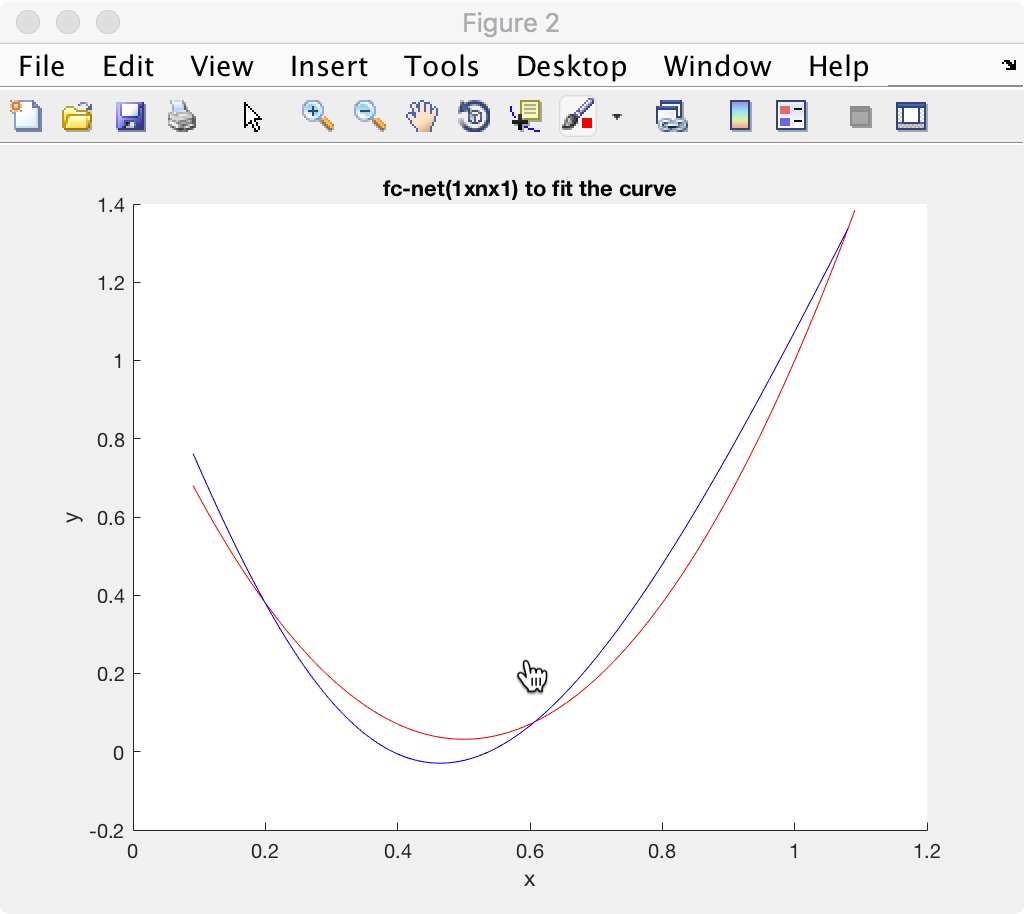 Figure 2
File Edit View Insert Tools Desktop Window Help
fc-net(1xnx1) to fit the curve
1.4
1.2
1
0.8
0.6
0.4
0.2
0
-0.2
y
0 0.2 0.4 0.6 0.8 1 1.2
x